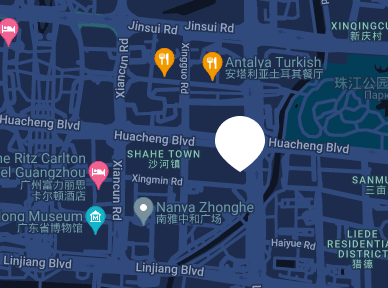 Jinsui Rd
Jinsui Rd
XINQINGCU
新庆村
Xiancun Rd
Xingguo Rd
Antalya Turkish
安塔利亚土耳其餐厅
珠江公园
Парк
Huacheng Blvd
Huacheng Blvd
Huacheng Blvd
SHAHE TOWN
沙河镇
he Ritz Carlton
el Guangzhou
广州富力丽思
卡尔顿酒店
Xiancun Rd
Xingmin Rd
SANMU
三亩
Nanya Zhonghe
南雅中和广场
ong Museum
广东省博物馆
Haiyue Rd
LIEDE
RESIDENTIA
DISTRICT
猎德
Linjiang Blvd
Linjiang Blvd